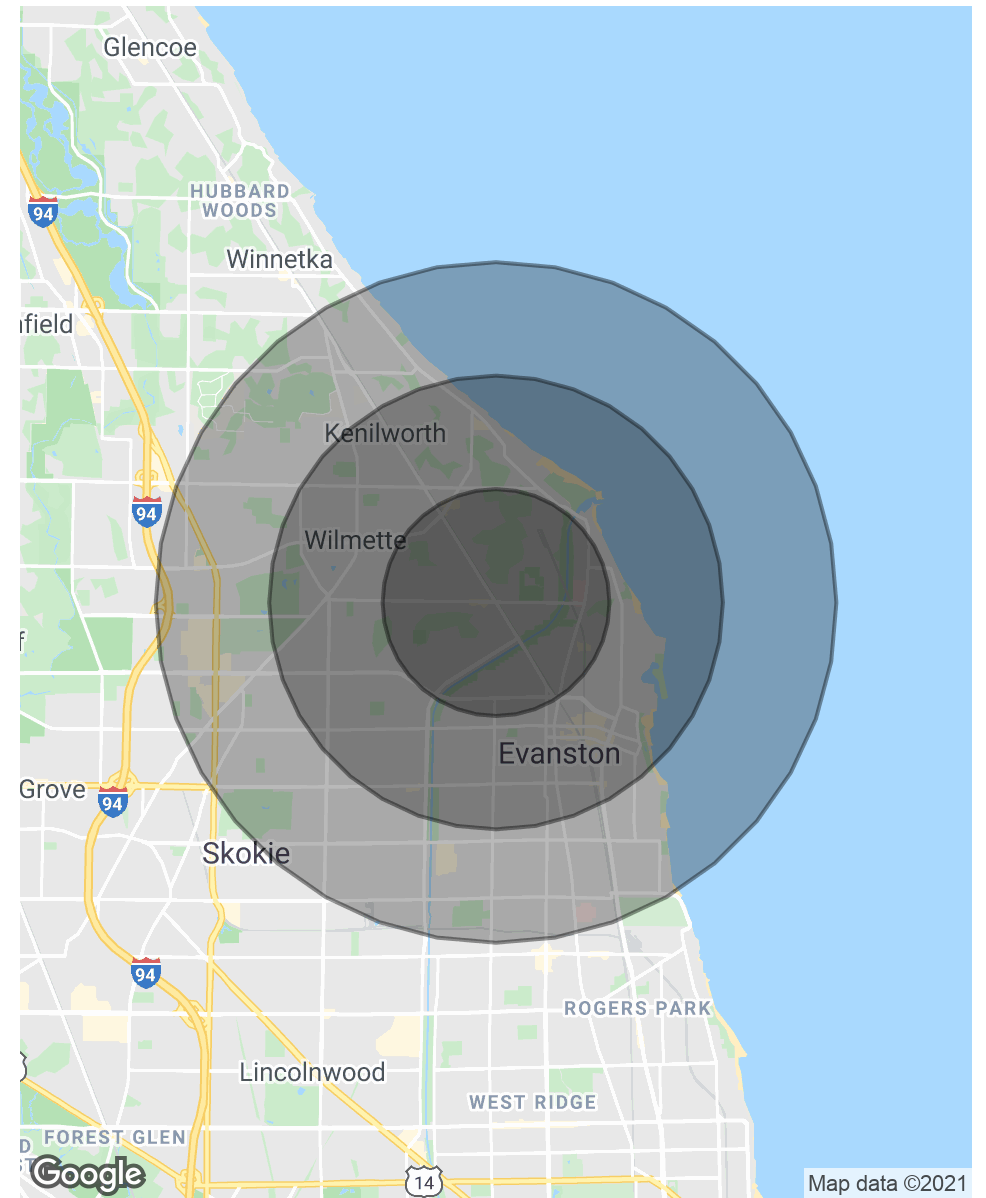 Glencoe
HUBBARD
WOODS
94
Winnetka
nfield
Kenilworth
94
Wilmette
f
Evanston
Grove
94
Skokie
94
ROGERS PARK
Lincolnwood
WEST RIDGE
FOREST GLEN
D
ST
Google
14
Map data ©2021